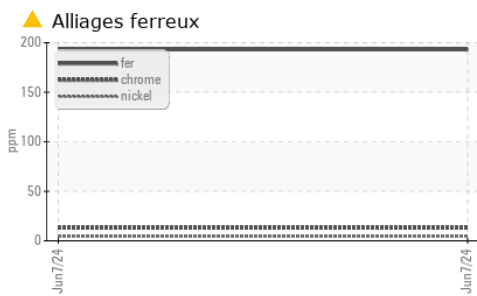 Alliages ferreux
200
150
100
50
0
ppm
fer
chrome
nickel
Jun7/24
Jun7/24